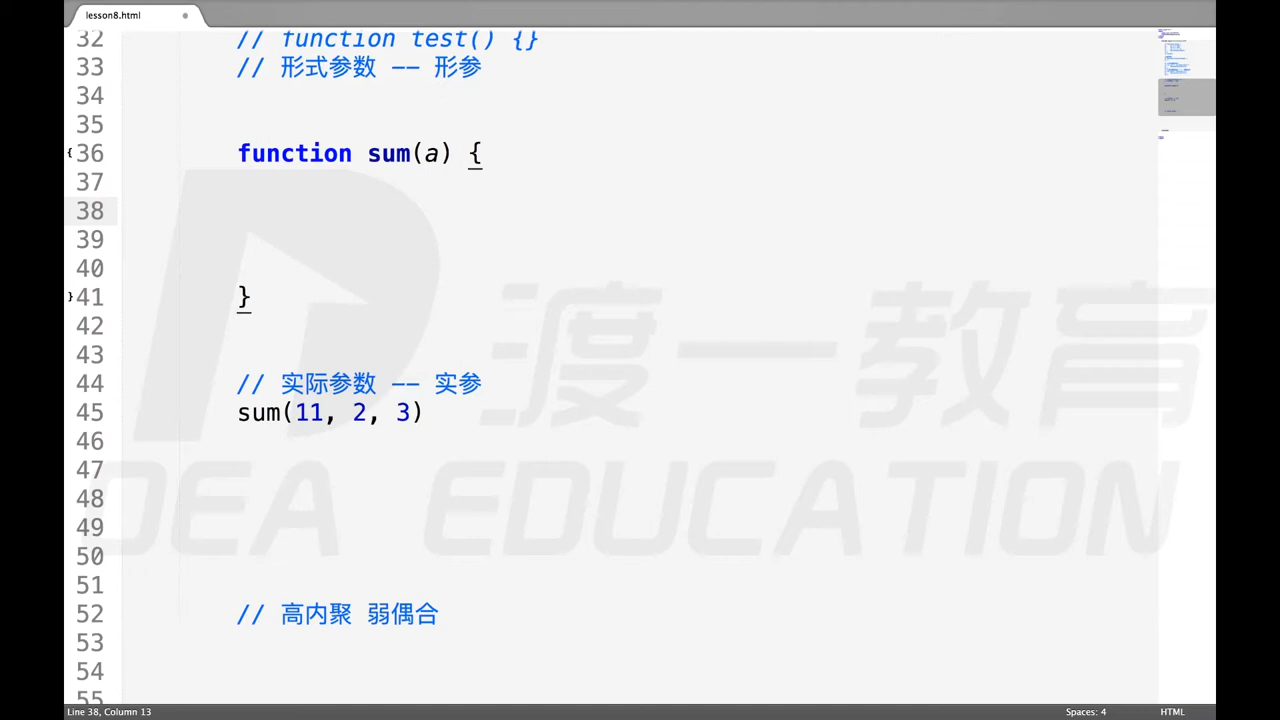 lesson8.html
32 // function test() {}
33 // 形式参数 -- 形参
34
35
36 function sum(a) {
37
38
39
40
41 }
42
43
44 // 实际参数 -- 实参
45 sum(11, 2, 3)
46
47
48
49
50
51
52 // 高内聚 弱偶合
53
54
55
渡一教育
DEA EDUCATION
Line 38, Column 13
Spaces: 4
HTML